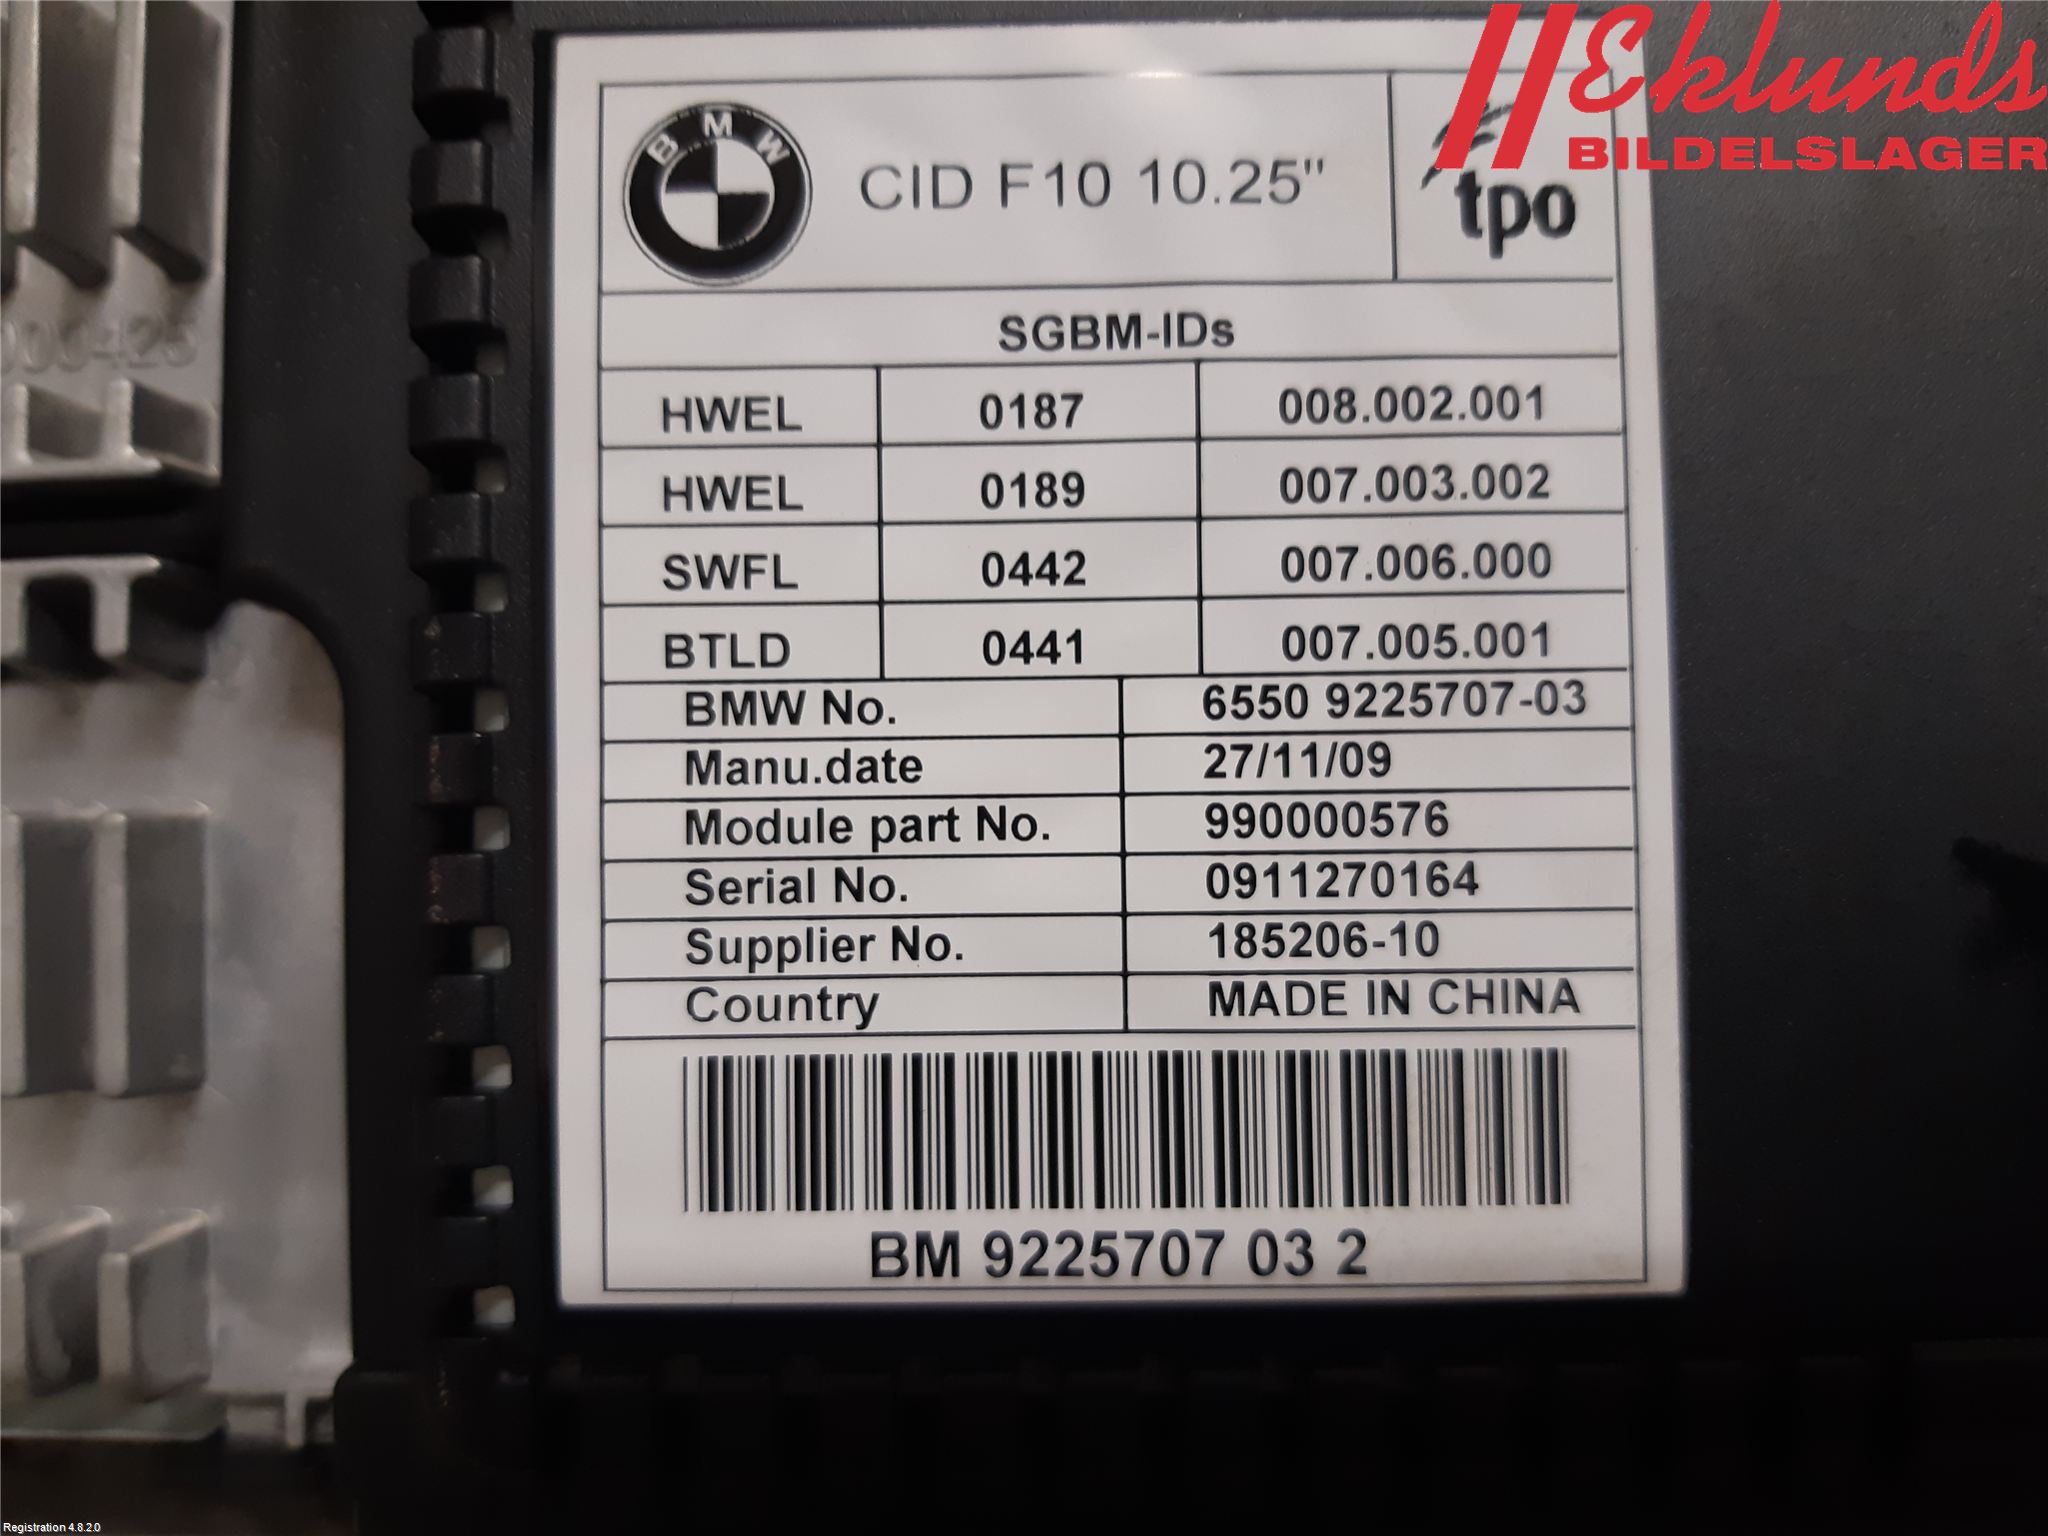 Eklunds
BILDELSLAGER
BMW
CID F10 10.25"
tpo
SGBM-IDs
HWEL 0187 008.002.001
HWEL 0189 007.003.002
SWFL 0442 007.006.000
BTLD 0441 007.005.001
BMW No. 6550 9225707-03
Manu.date 27/11/09
Module part No. 990000576
Serial No. 0911270164
Supplier No. 185206-10
Country MADE IN CHINA
BM 9225707 03 2
Registration 4.8.2.0